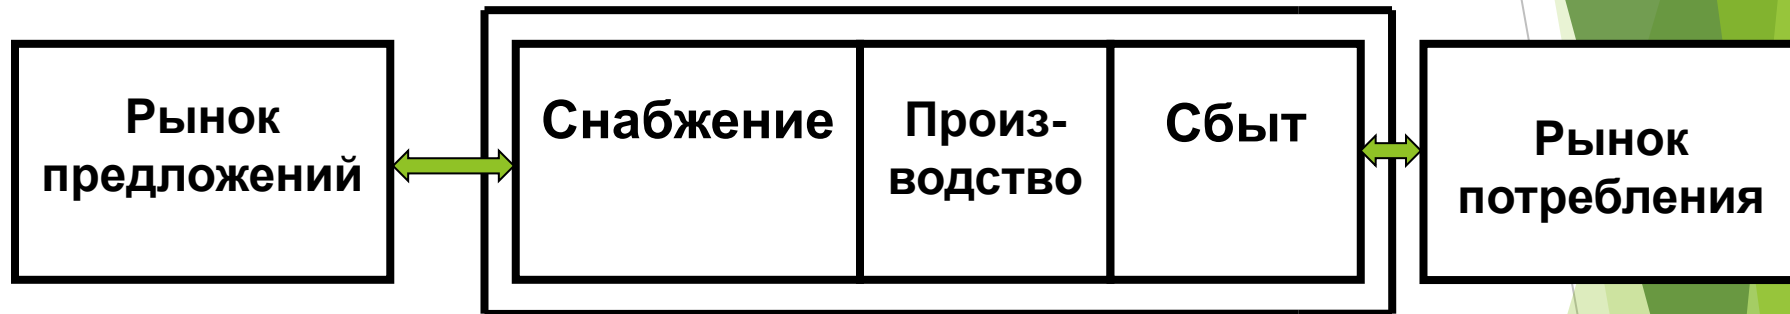 Рынок
предложений
Снабжение
Произ-
водство
Сбыт
Рынок
потребления